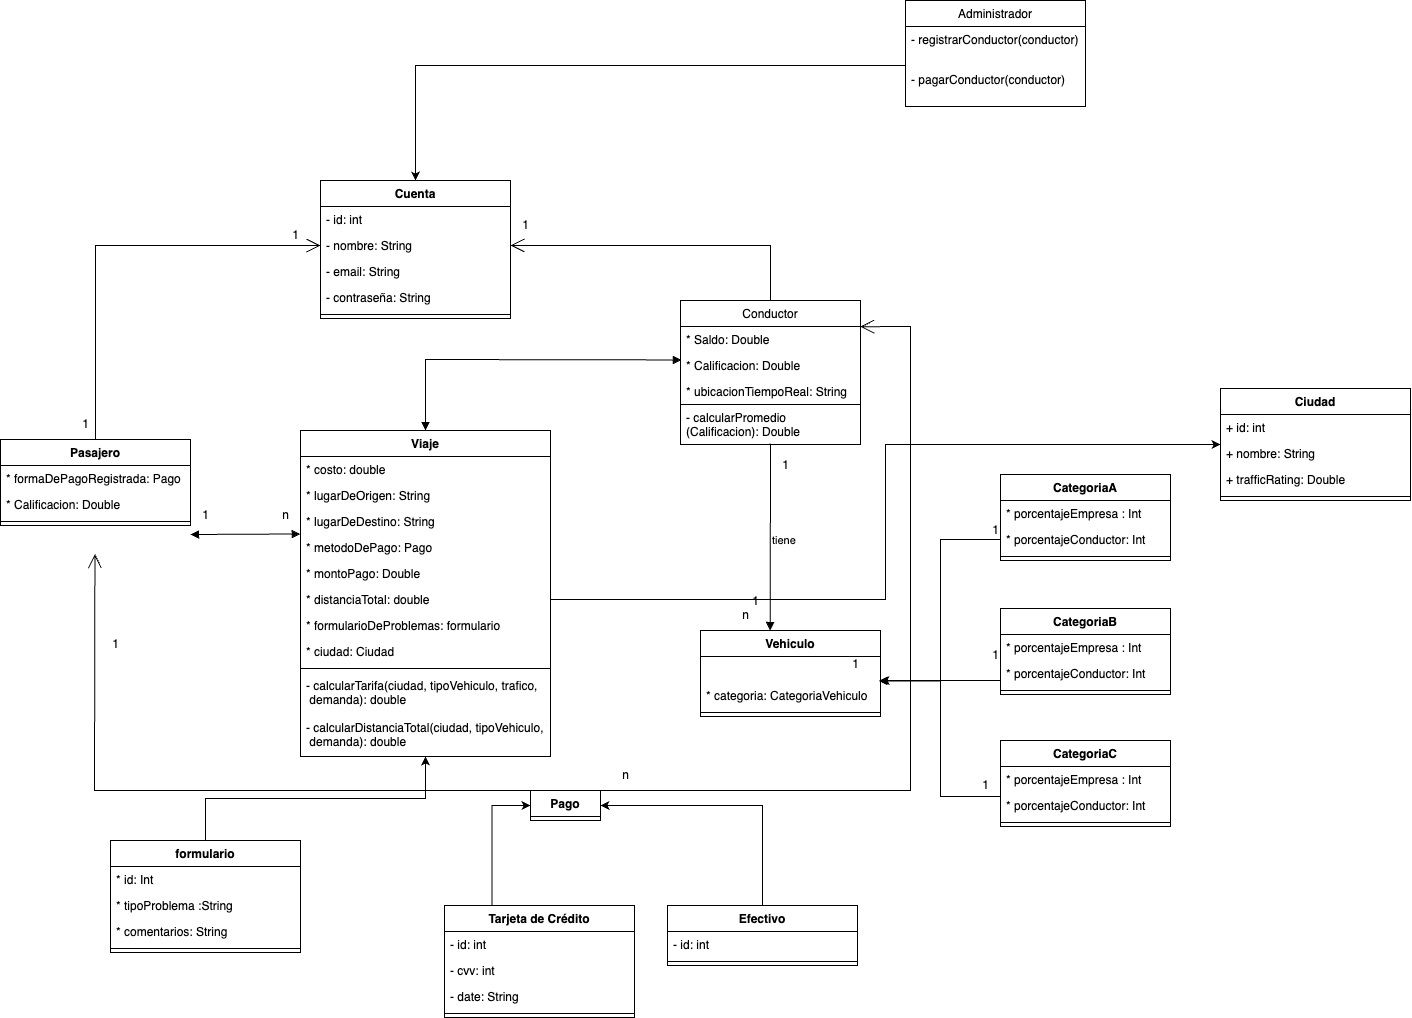 Administrador
- registrarConductor(conductor)
- pagarConductor(conductor)
Cuenta
- id: int
- nombre: String
- email: String
- contraseña: String
1
1
Conductor
* Saldo: Double
* Calificacion: Double
* ubicacionTiempoReal: String
- calcularPromedio
(Calificacion): Double
1
Pasajero
* formaDePagoRegistrada: Pago
* Calificacion: Double
1
n
1
Viaje
* costo: double
* lugarDeOrigen: String
* lugarDeDestino: String
* metodoDePago: Pago
* montoPago: Double
* distanciaTotal: double
* formularioDeProblemas: formulario
* ciudad: Ciudad
- calcularTarifa(ciudad, tipoVehiculo, trafico,
demanda): double
- calcularDistanciaTotal(ciudad, tipoVehiculo,
demanda): double
1
tiene
1
n
Vehiculo
1
* categoria: CategoriaVehiculo
Ciudad
+ id: int
+ nombre: String
+ trafficRating: Double
CategoriaA
* porcentajeEmpresa : Int
* porcentajeConductor: Int
1
CategoriaB
* porcentajeEmpresa : Int
* porcentajeConductor: Int
1
CategoriaC
* porcentajeEmpresa : Int
* porcentajeConductor: Int
1
n
Pago
formulario
* id: Int
* tipoProblema :String
* comentarios: String
Tarjeta de Crédito
- id: int
- cvv: int
- date: String
Efectivo
- id: int